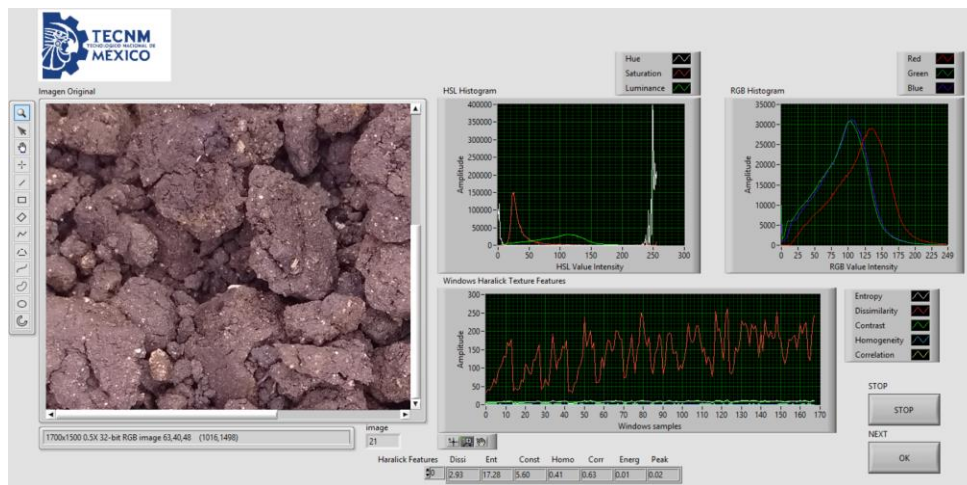 TECNM
TECNOLÓGICO NACIONAL DE
MÉXICO
Imagen Original
1700x1500 0.5X 32-bit RGB image 63,40,48 (1016,1498)
image
21
Hue
Saturation
Luminance
HSL Histogram
Amplitude
400000
350000
300000
250000
200000
150000
100000
50000
0
0 50 100 150 200 250 300
HSL Value Intensity
Red
Green
Blue
RGB Histogram
Amplitude
35000
30000
25000
20000
15000
10000
5000
0
0 25 50 75 100 125 150 175 200 225 249
RGB Value Intensity
Windows Haralick Texture Features
Amplitude
300
250
200
150
100
50
0
0 10 20 30 40 50 60 70 80 90 100 110 120 130 140 150 160 170
Windows samples
Entropy
Dissimilarity
Contrast
Homogeneity
Correlation
STOP
STOP
NEXT
OK
Haralick Features Dissi Ent Const Homo Corr Energ Peak
0 2.93 17.28 5.60 0.41 0.63 0.01 0.02